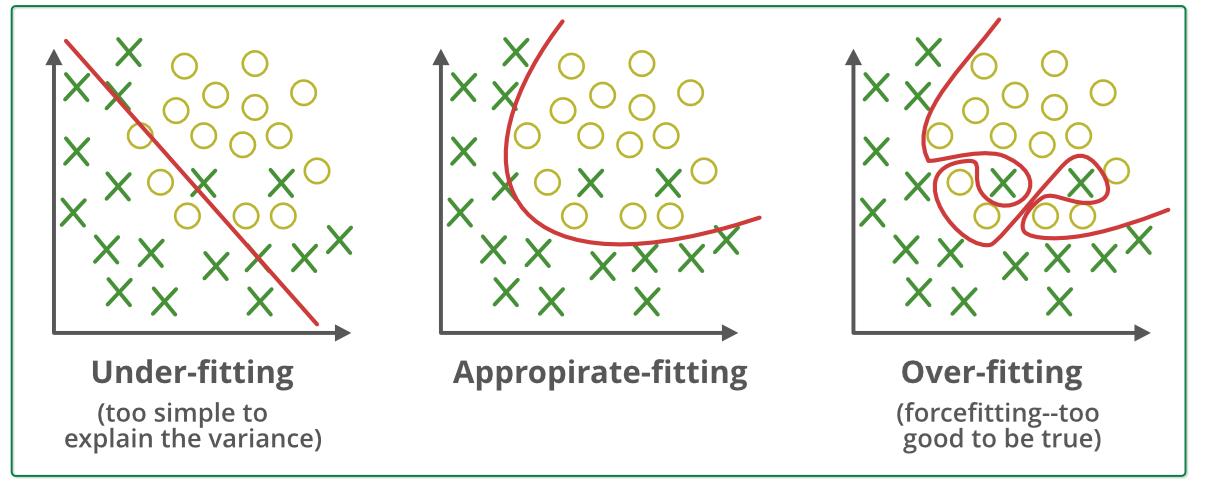 Under-fitting
(too simple to
explain the variance)
Appropirate-fitting
Over-fitting
(forcefitting--too
good to be true)